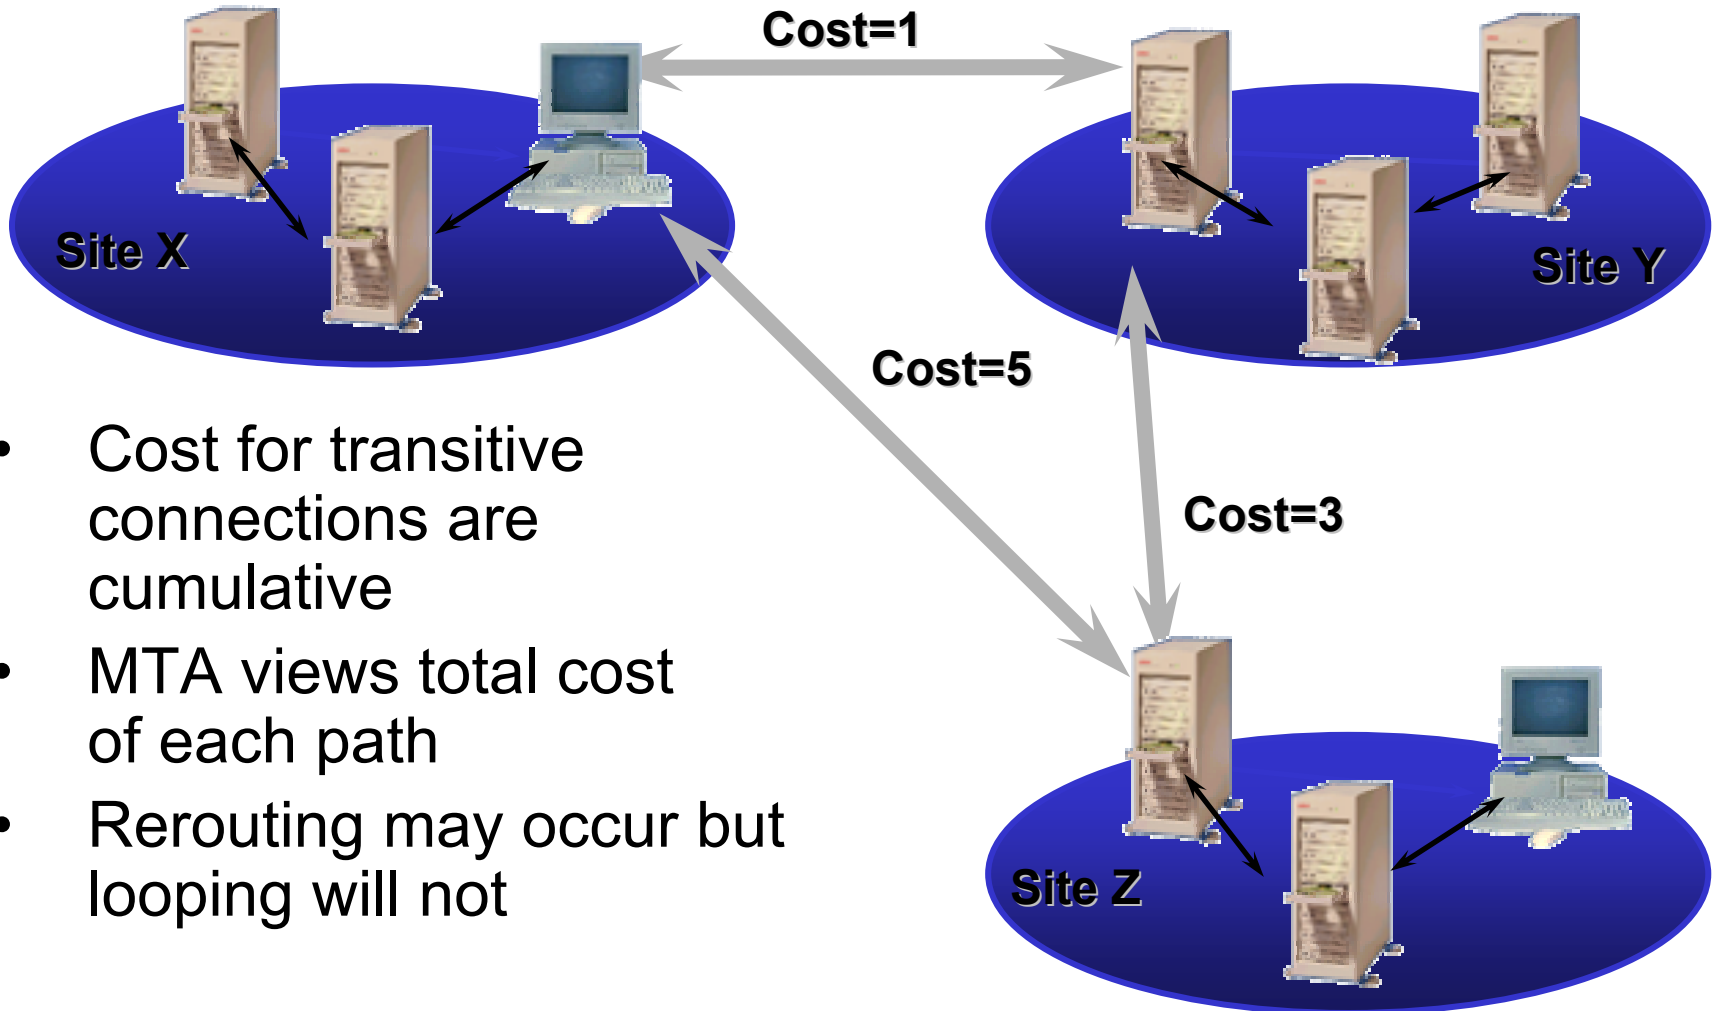 Cost=1
Site X
Site Y
Cost=5
Cost=3
• Cost for transitive
connections are
cumulative
• MTA views total cost
of each path
• Rerouting may occur but
looping will not
Site Z